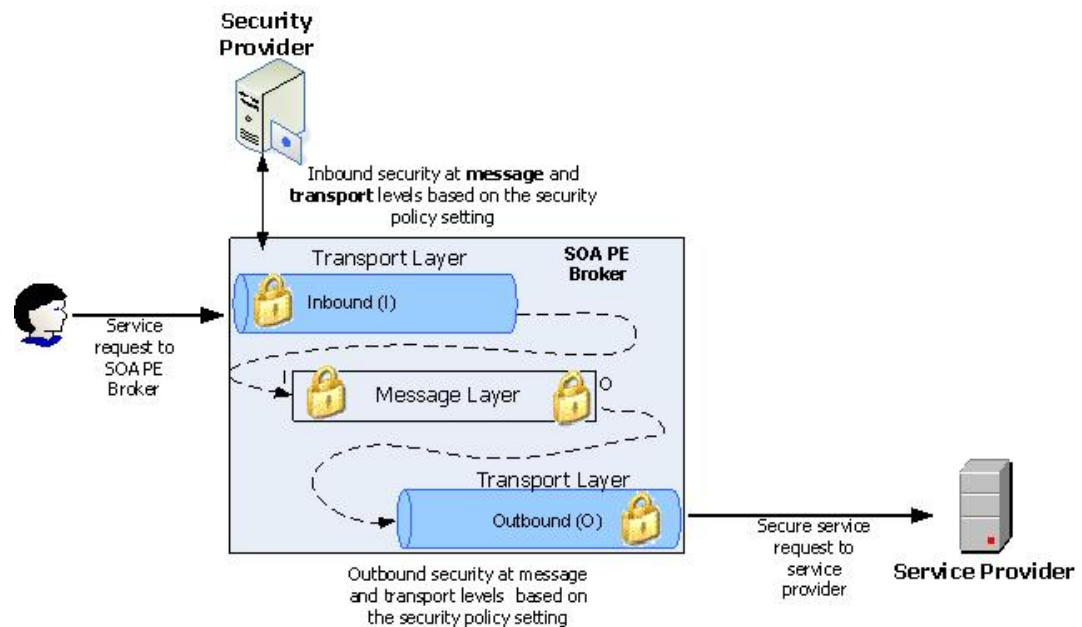 Security
Provider
Inbound security at message and
transport levels based on the security
policy setting
Transport Layer
SOA PE
Broker
Inbound (I)
Service
request to
SOA PE
Broker
I
O
Message Layer
Transport Layer
Outbound (O)
Secure service
request to
service
provider
Service Provider
Outbound security at message
and transport levels based on
the security policy setting